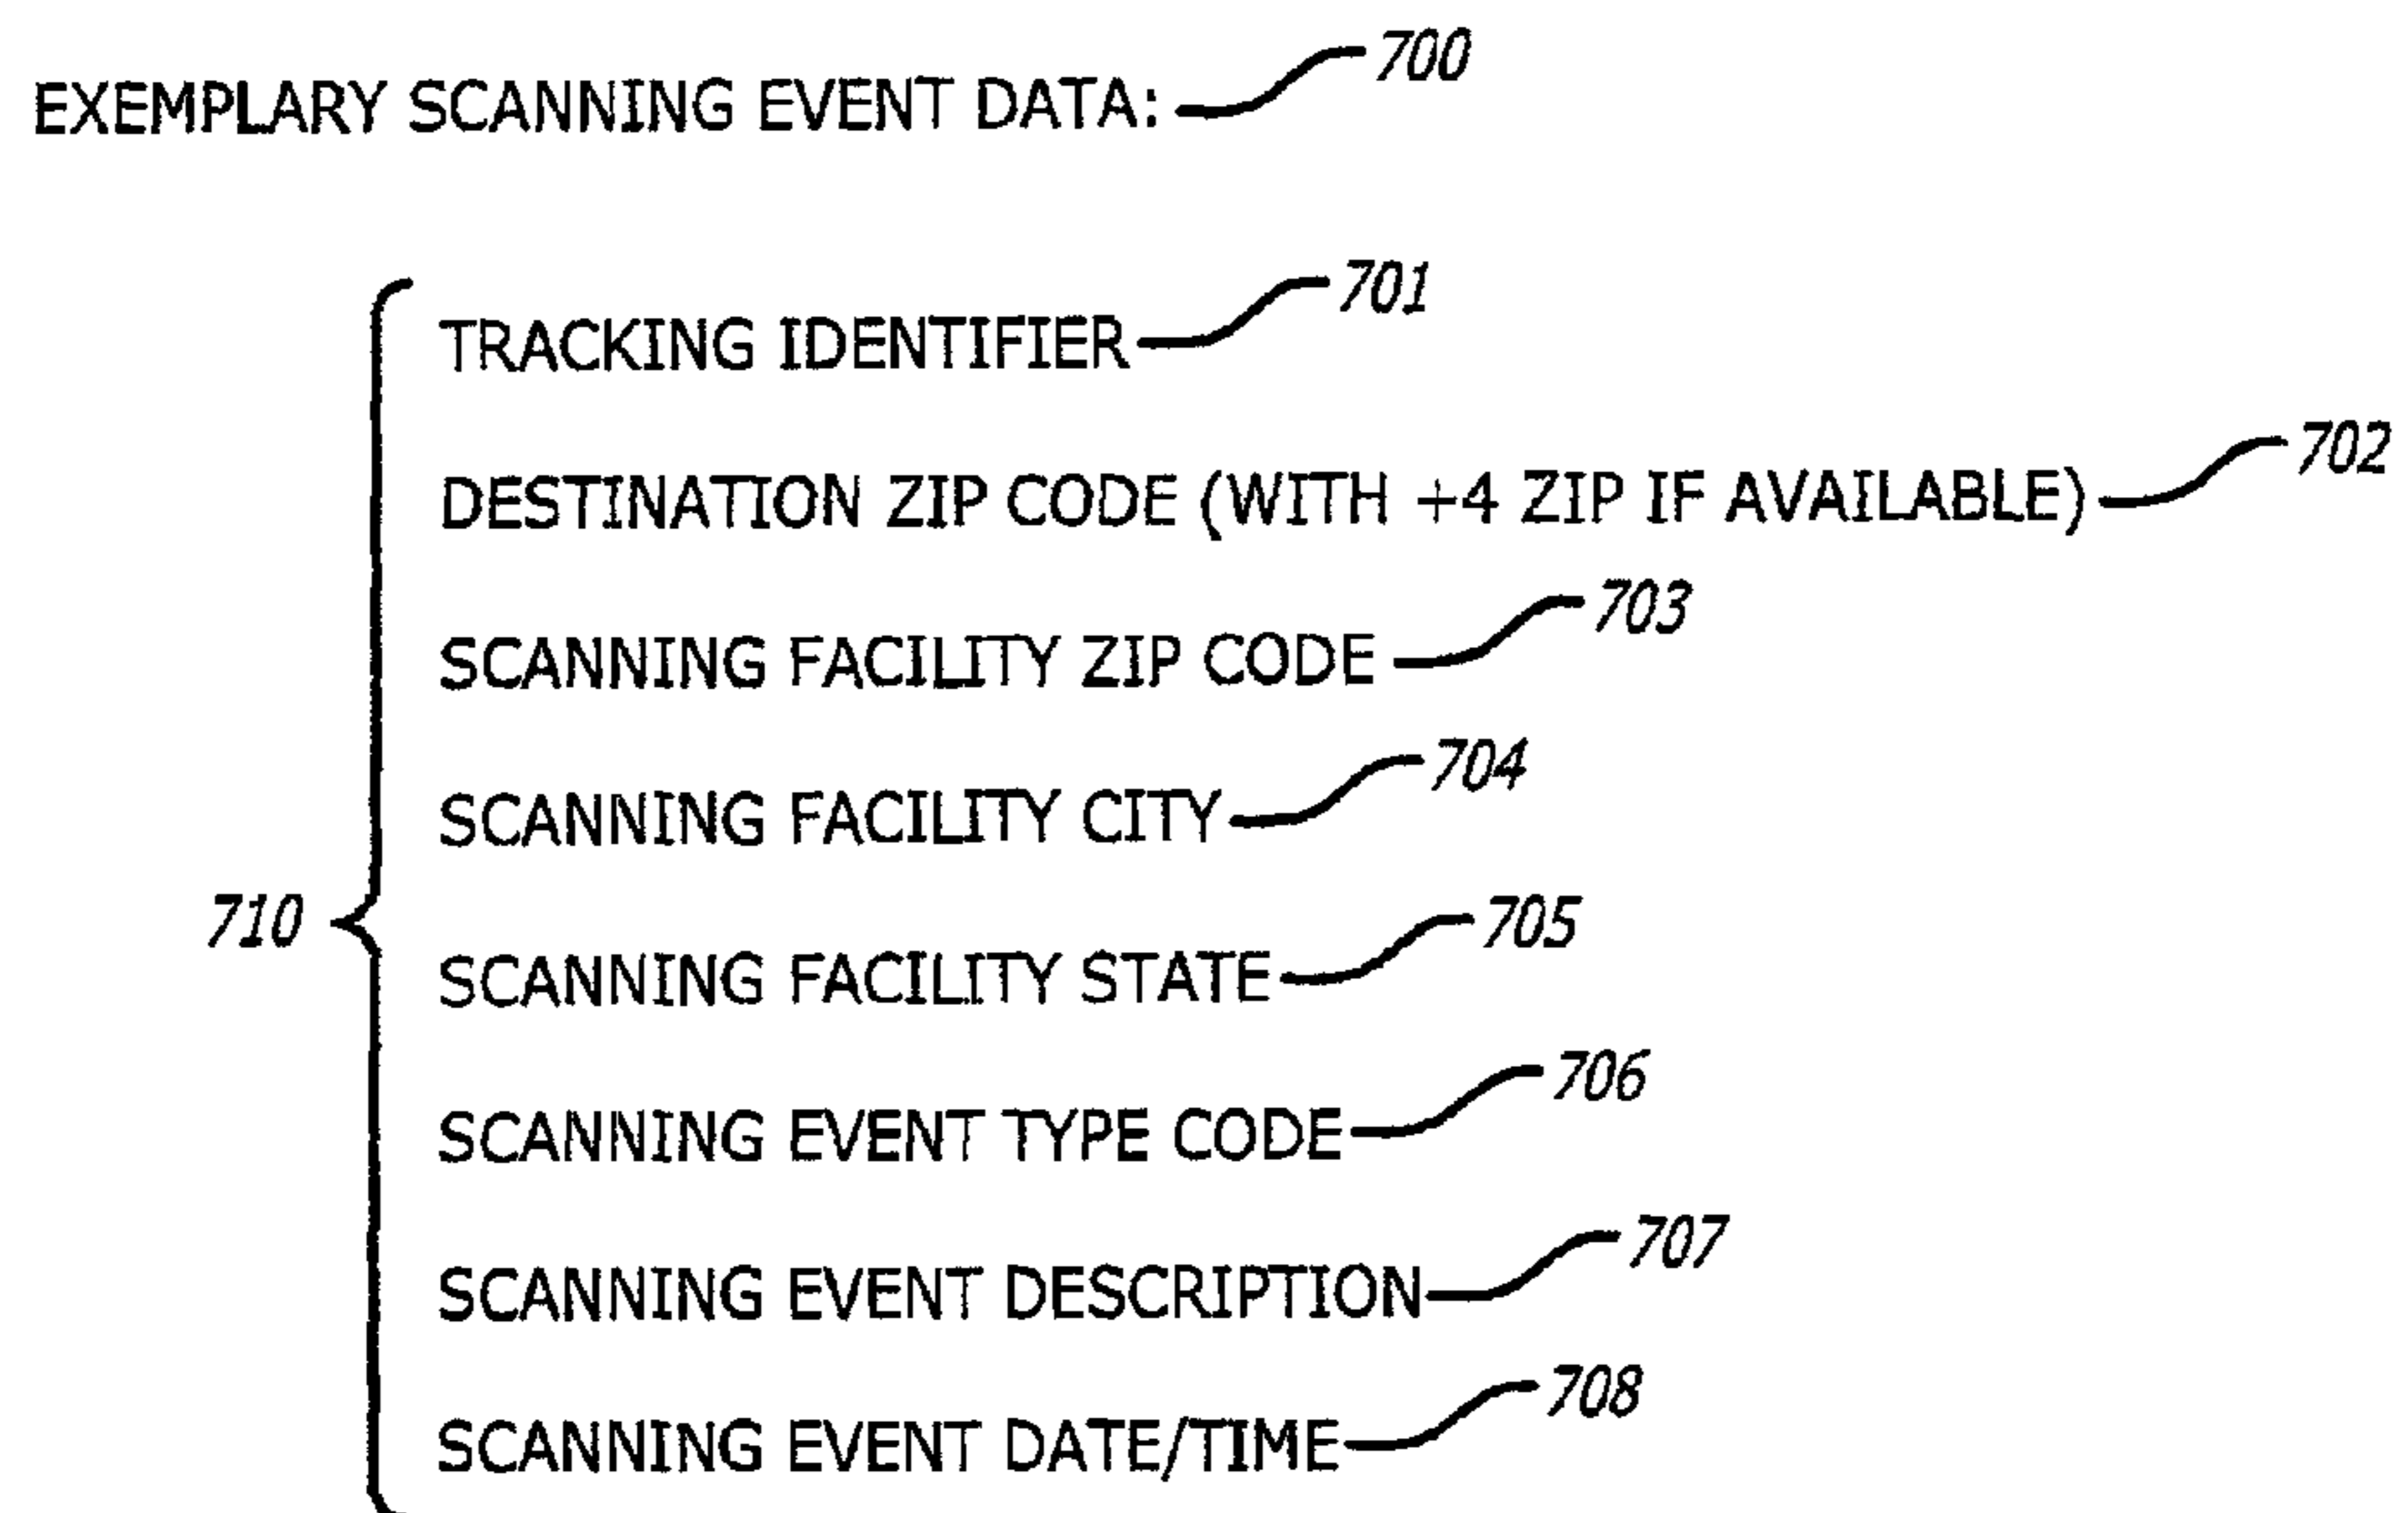 EXEMPLARY SCANNING EVENT DATA: 700
TRACKING IDENTIFIER 701
DESTINATION ZIP CODE (WITH +4 ZIP IF AVAILABLE) 702
SCANNING FACILITY ZIP CODE 703
SCANNING FACILITY CITY 704
710
SCANNING FACILITY STATE 705
SCANNING EVENT TYPE CODE 706
SCANNING EVENT DESCRIPTION 707
SCANNING EVENT DATE/TIME 708